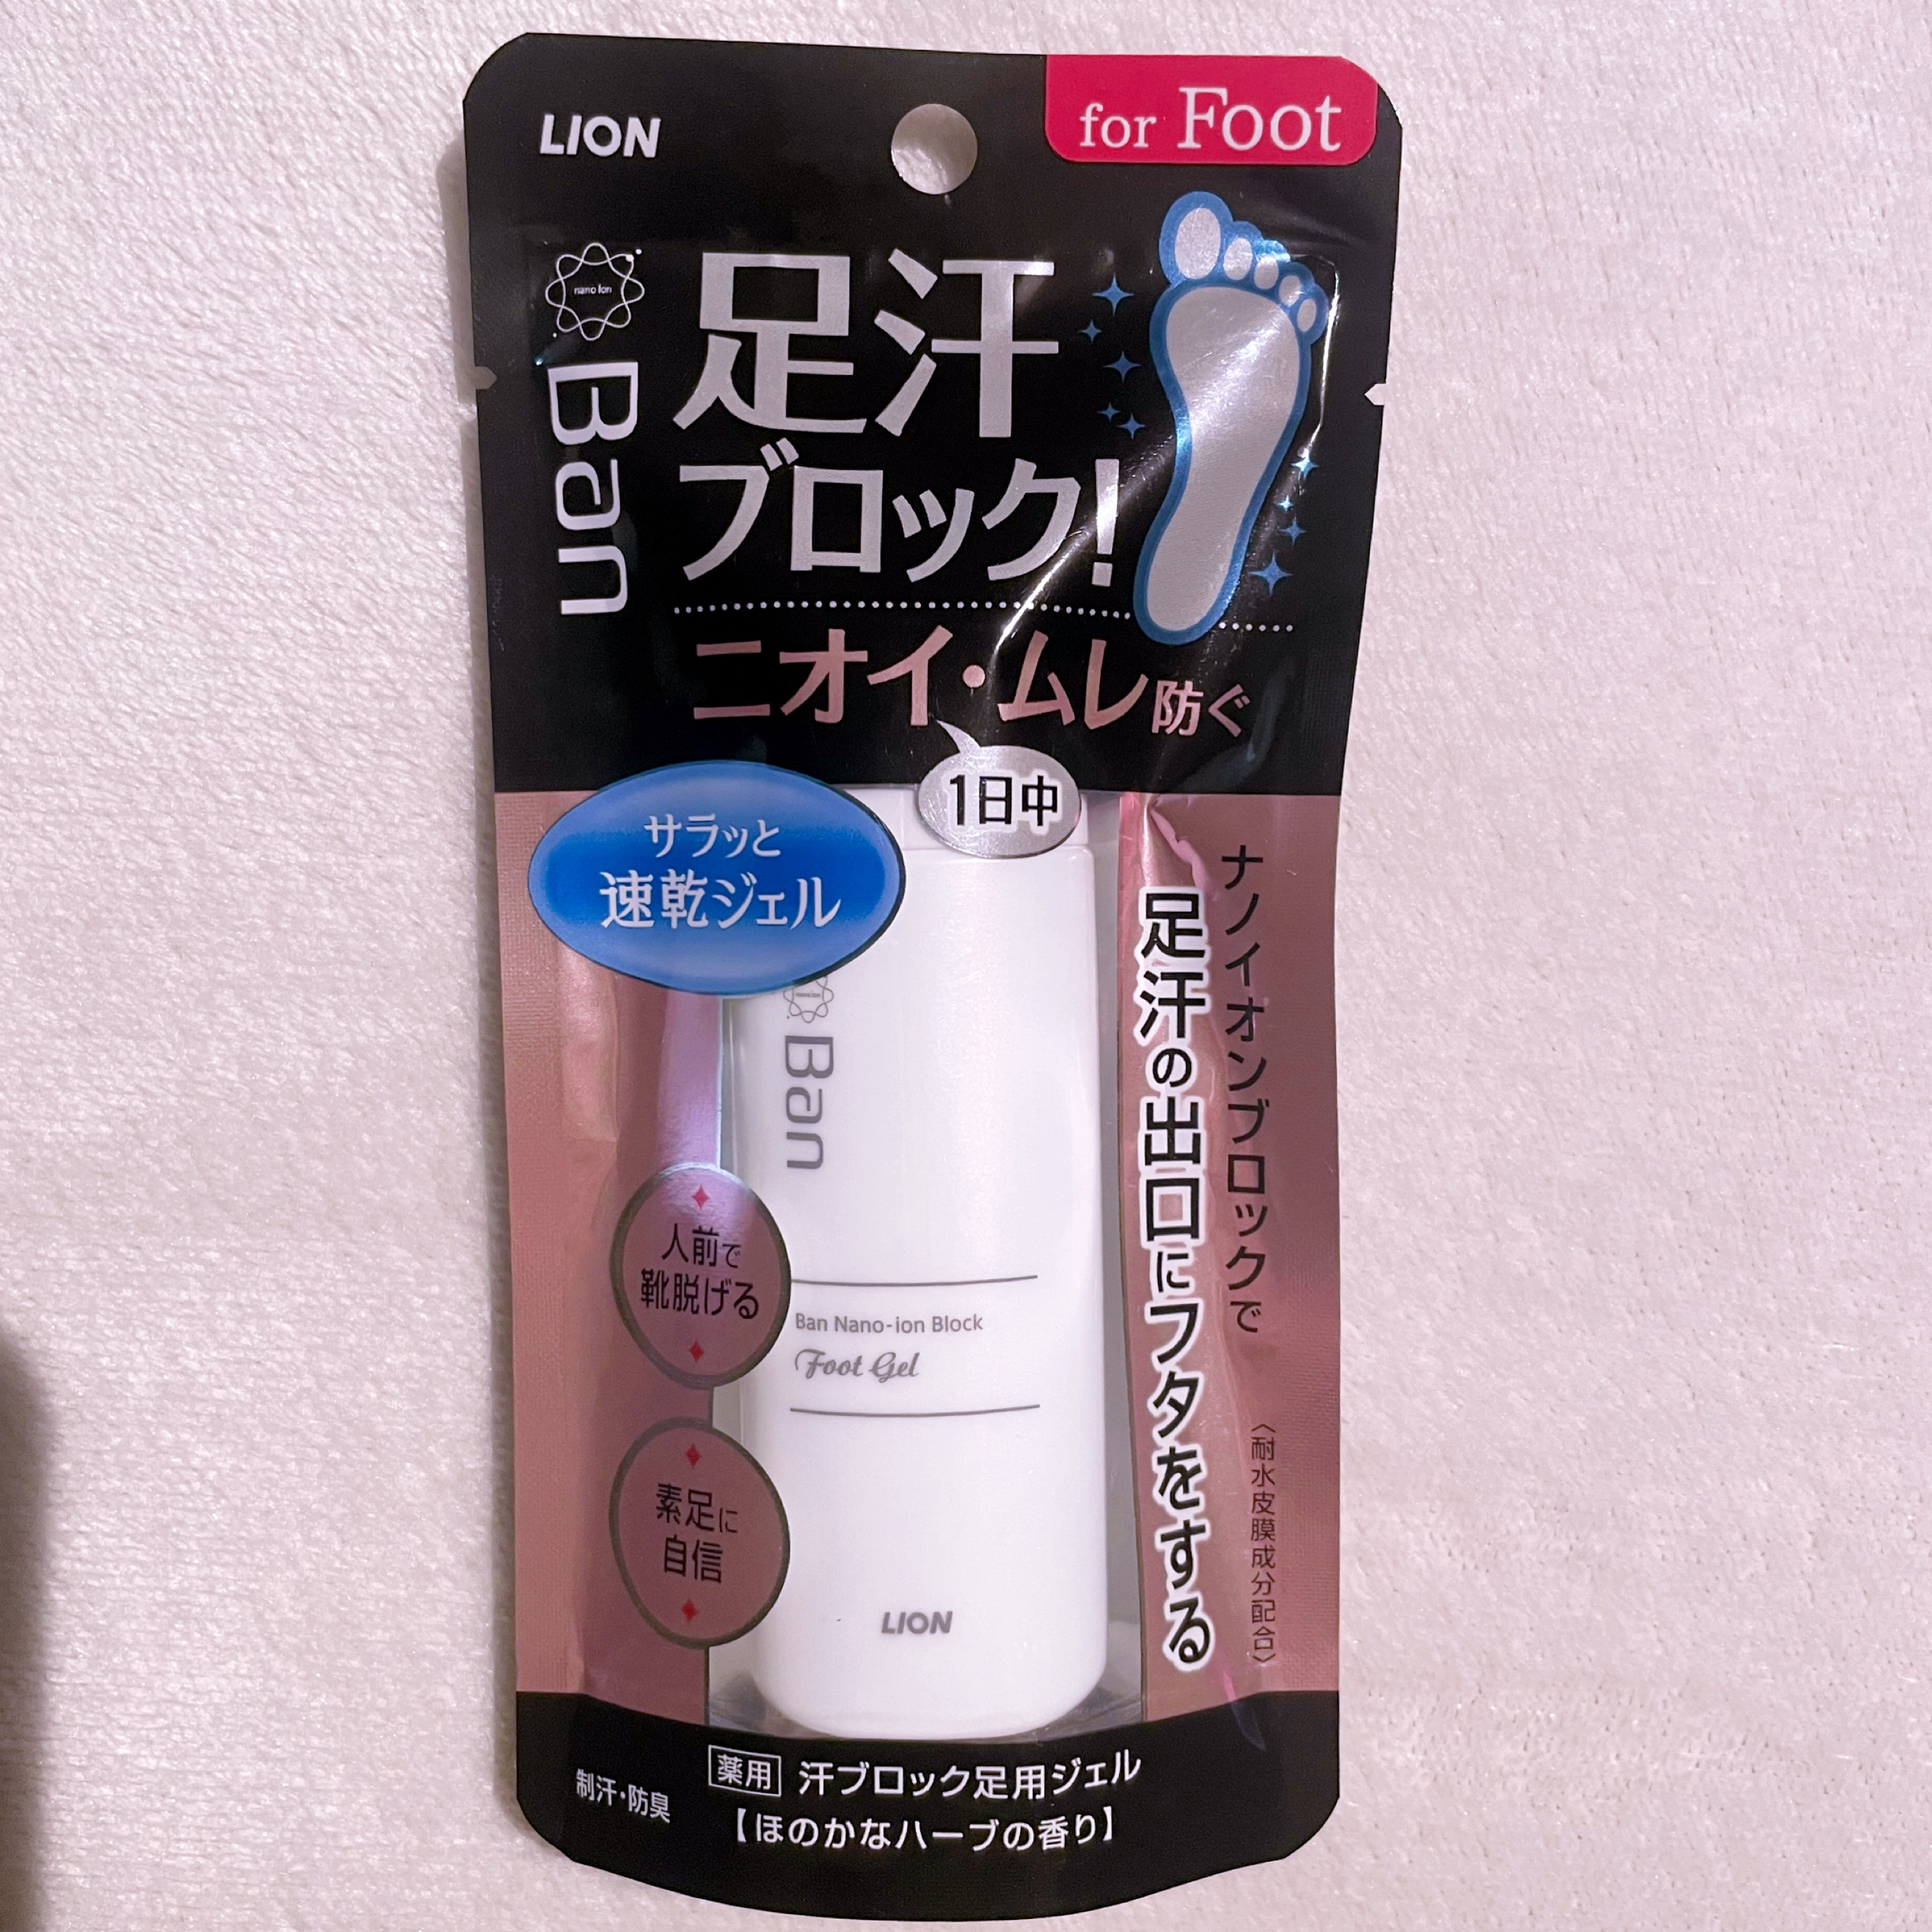 LION
for Foot
nano Ion
Ban
足汗
ブロック!
ニオイ・ムレ防ぐ
1日中
サラッと
速乾ジェル
ナノイオンブロックで
足汗の出口にフタをする
〈耐水皮膜成分配合〉
Ban
人前で
靴脱げる
Ban Nano-ion Block
Foot Gel
素足に
自信
LION
制汗・防臭
薬用 汗ブロック足用ジェル
【ほのかなハーブの香り】